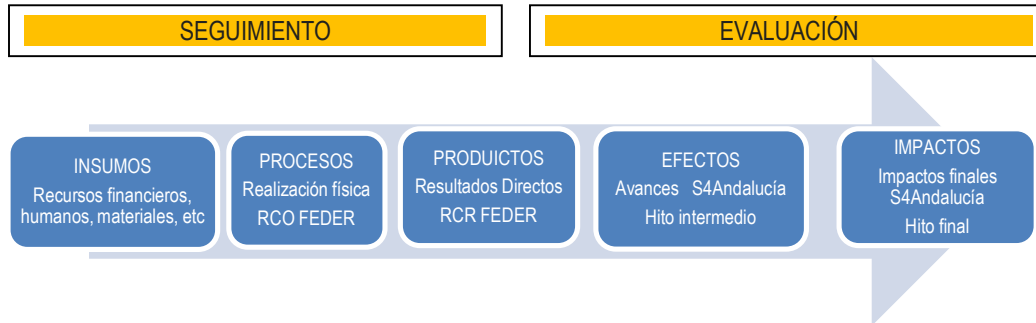 SEGUIMIENTO
EVALUACIÓN
INSUMOS
Recursos financieros,
humanos, materiales, etc
PROCESOS
Realización física
RCO FEDER
PRODUICTOS
Resultados Directos
RCR FEDER
EFECTOS
Avances S4Andalucía
Hito intermedio
IMPACTOS
Impactos finales
S4Andalucía
Hito final